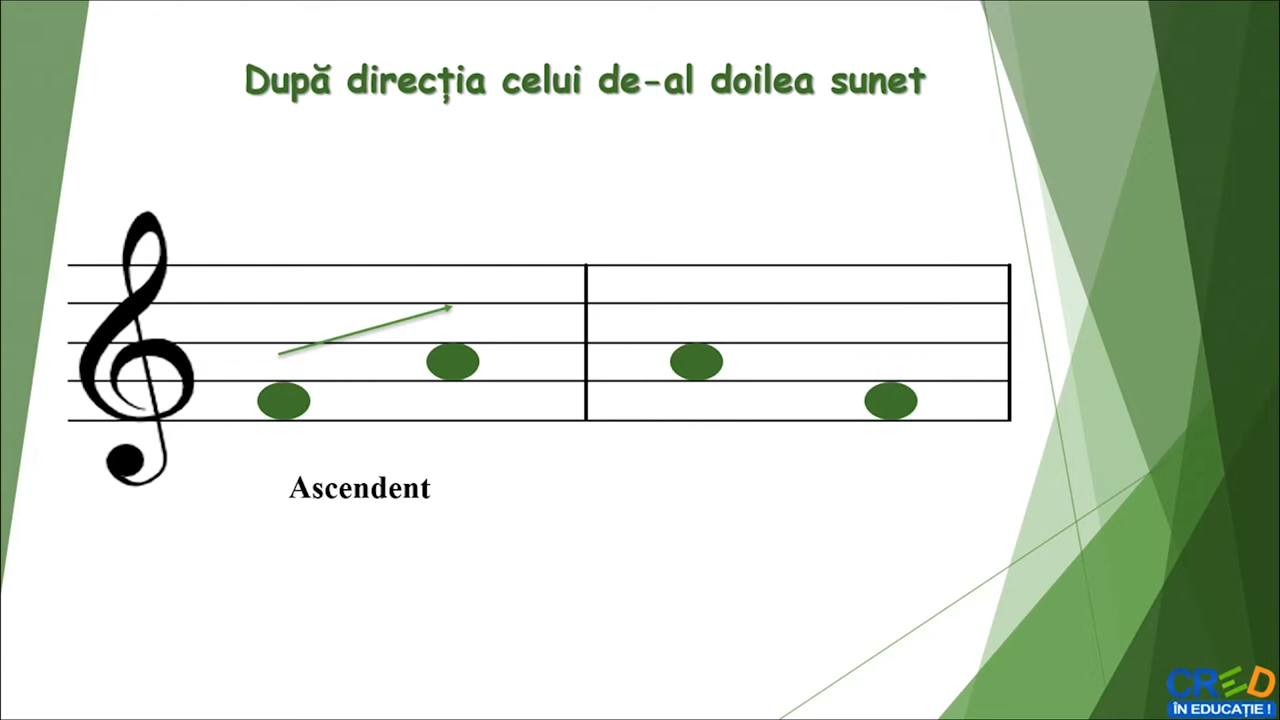 După direcția celui de-al doilea sunet
Ascendent
CRED
ÎN EDUCAȚIE !